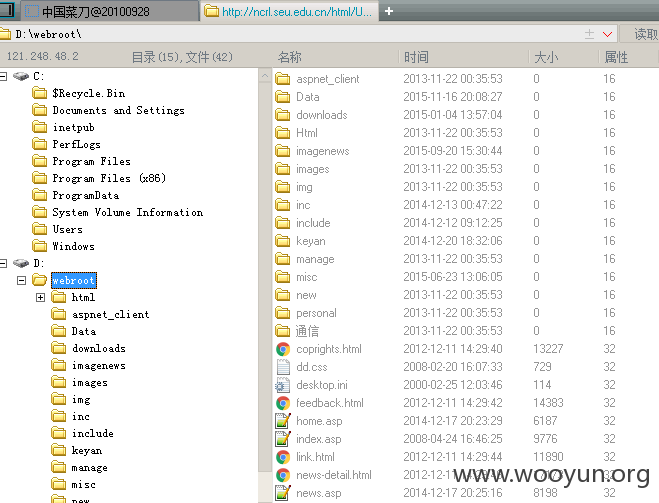 中国菜刀@20100928 http://ncrl.seu.edu.cn/html/U...
D:\webroot\ 读取
121.248.48.2 目录(15),文件(42) 名称 时间 大小 属性
C:
$Recycle.Bin
Documents and Settings
inetpub
PerfLogs
Program Files
Program Files (x86)
ProgramData
System Volume Information
Users
Windows
D:
webroot
html
aspnet_client
Data
downloads
imagenews
images
img
inc
include
keyan
manage
misc
new
aspnet_client 2013-11-22 00:35:53 0 16
Data 2015-11-16 20:08:27 0 16
downloads 2015-01-04 13:57:04 0 16
Html 2013-11-22 00:35:53 0 16
imagenews 2015-09-20 15:30:44 0 16
images 2013-11-22 00:35:53 0 16
img 2013-11-22 00:35:53 0 16
inc 2014-12-13 00:47:22 0 16
include 2014-12-12 09:12:25 0 16
keyan 2014-12-20 18:32:06 0 16
manage 2013-11-22 00:35:53 0 16
misc 2015-06-23 13:06:05 0 16
new 2013-11-22 00:35:53 0 16
personal 2013-11-22 00:35:53 0 16
通信 2013-11-22 00:35:53 0 16
coprights.html 2012-12-11 14:29:40 13227 32
dd.css 2008-02-20 16:07:33 729 32
desktop.ini 2000-02-25 12:03:46 114 32
feedback.html 2012-12-11 14:29:42 14383 32
home.asp 2014-12-17 20:23:29 6187 32
index.asp 2008-04-24 16:46:25 9776 32
link.html 2012-12-11 14:29:44 11890 32
news-detail.html 32
news.asp 2014-12-17 20:25:16 8198 32
www.wooyun.org